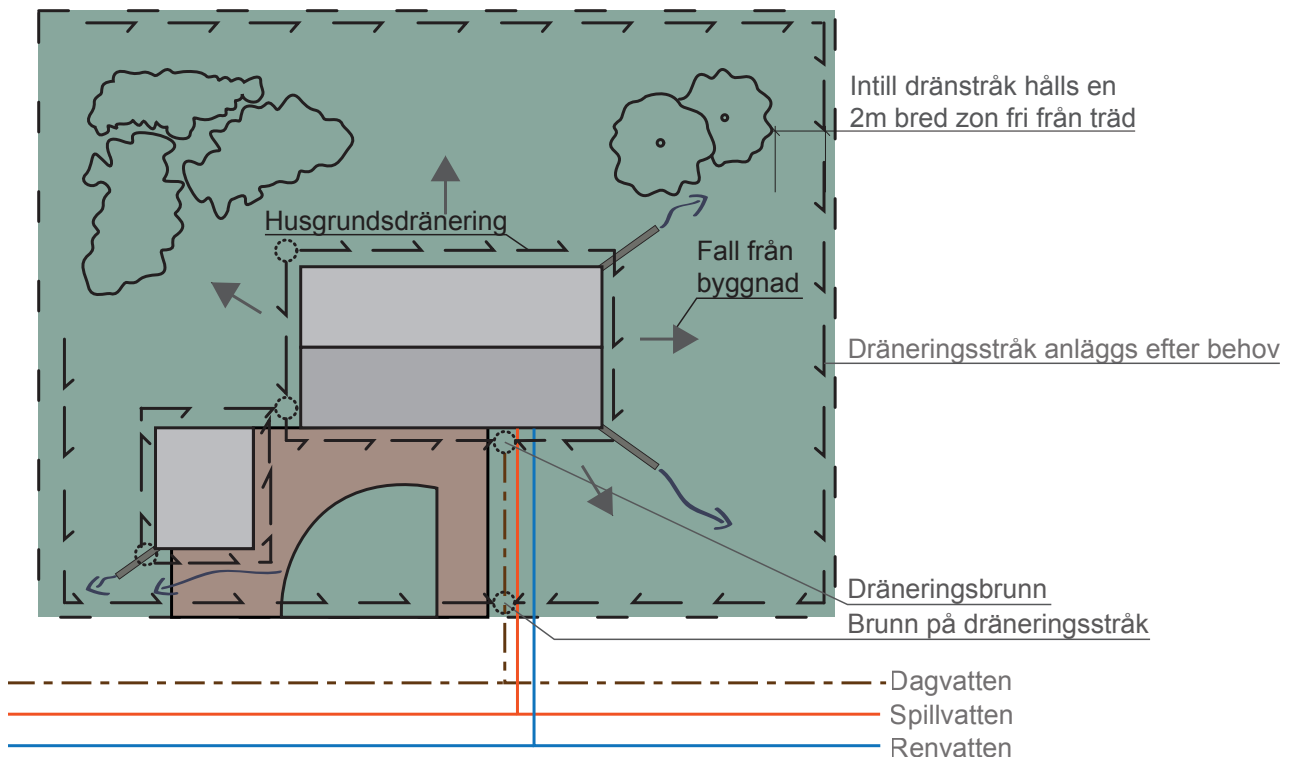 Intill dränstråk hålls en
2m bred zon fri från träd
Husgrundsdränering
Fall från
byggnad
Dräneringsstråk anläggs efter behov
Dräneringsbrunn
Brunn på dräneringsstråk
Dagvatten
Spillvatten
Renvatten